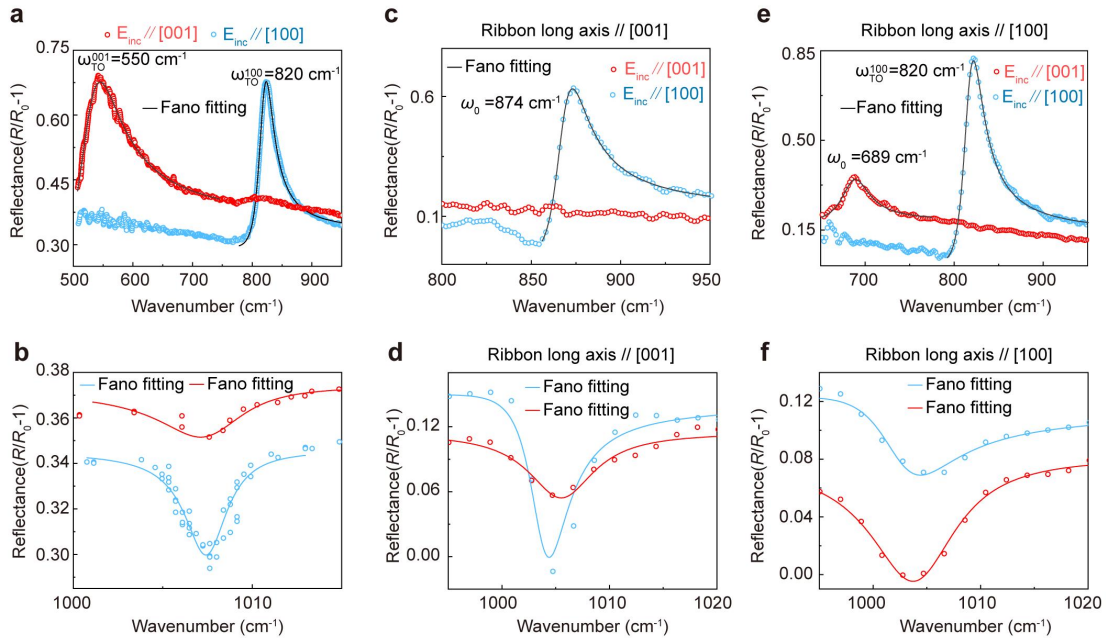 a
E_inc // [001] E_inc // [100]
ω_TO^001=550 cm⁻¹
ω_TO^100=820 cm⁻¹
Fano fitting
Reflectance(R/R₀-1)
0.75
0.60
0.45
0.30
500 600 700 800 900
Wavenumber (cm⁻¹)
c
Ribbon long axis // [001]
Fano fitting
E_inc // [001]
E_inc // [100]
ω₀ =874 cm⁻¹
Reflectance(R/R₀-1)
0.6
0.1
800 850 900 950
Wavenumber (cm⁻¹)
e
Ribbon long axis // [100]
ω_TO^100=820 cm⁻¹
E_inc // [001]
E_inc // [100]
Fano fitting
ω₀ =689 cm⁻¹
Reflectance(R/R₀-1)
0.85
0.50
0.15
700 800 900
Wavenumber (cm⁻¹)
b
Fano fitting Fano fitting
Reflectance(R/R₀-1)
0.38
0.36
0.34
0.32
0.30
1000 1010
Wavenumber (cm⁻¹)
d
Ribbon long axis // [001]
Fano fitting
Fano fitting
Reflectance(R/R₀-1)
0.12
0.06
0.00
1000 1010 1020
Wavenumber (cm⁻¹)
f
Ribbon long axis // [100]
Fano fitting
Fano fitting
Reflectance(R/R₀-1)
0.12
0.08
0.04
0.00
1000 1010 1020
Wavenumber (cm⁻¹)